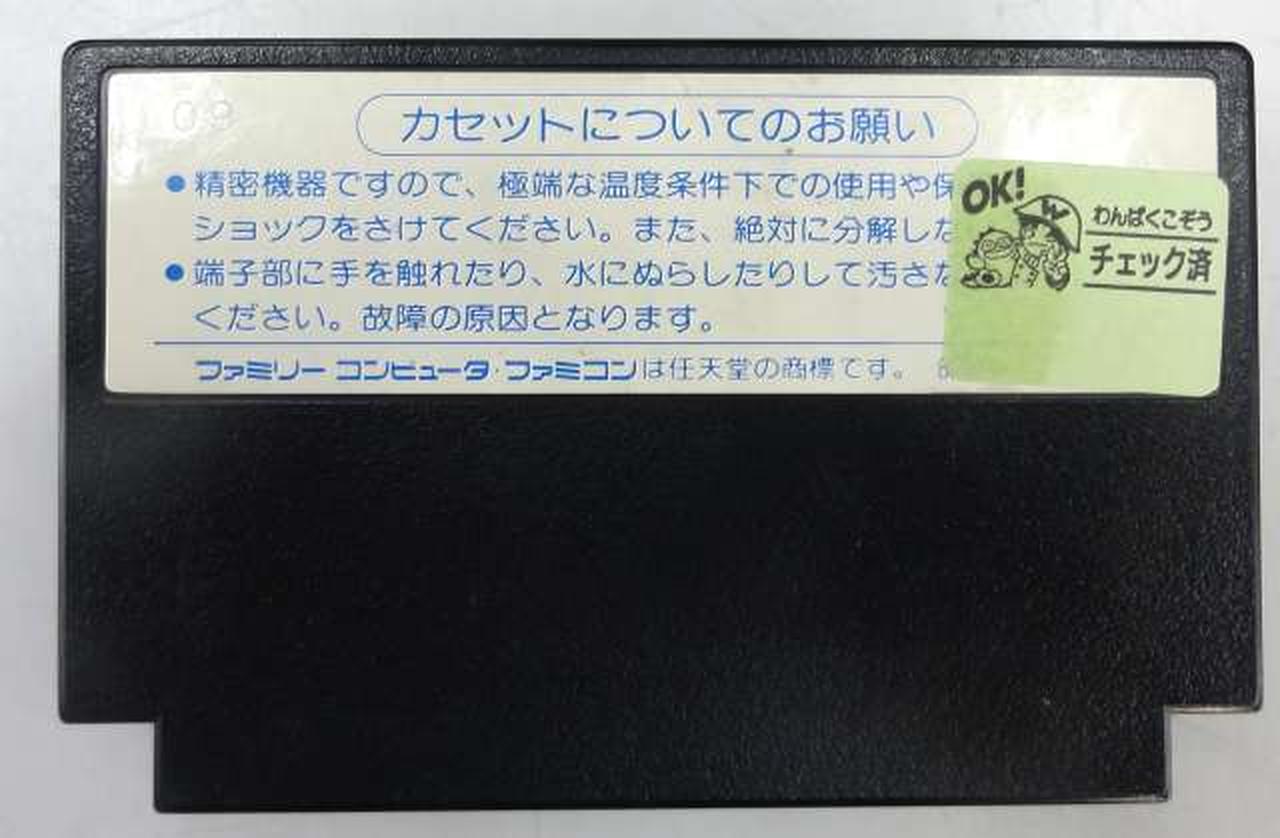 09
カセットについてのお願い
●精密機器ですので、極端な温度条件下での使用や保
ショックをさけてください。また、絶対に分解した
●端子部に手を触れたり、水にぬらしたりして汚さな
ください。故障の原因となります。
ファミリー コンピュータ・ファミコンは任天堂の商標です。
OK!
W
わんぱくこぞう
チェック済